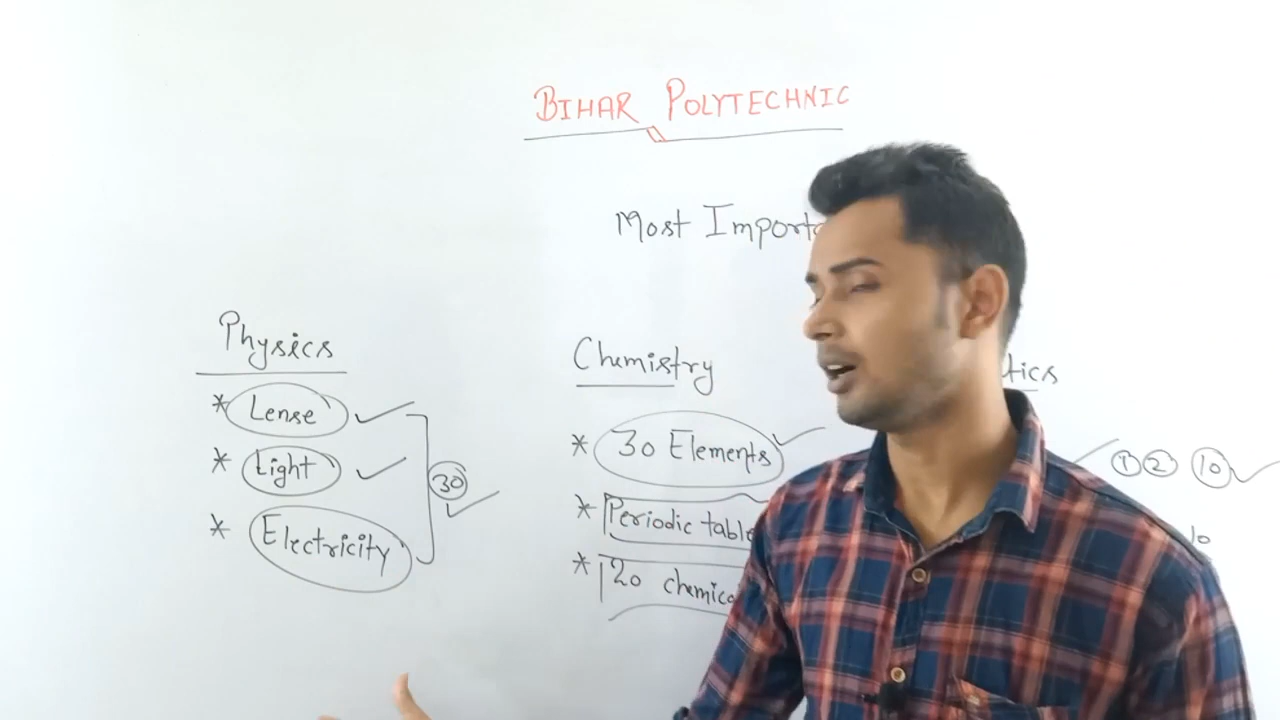 BIHAR POLYTECHNIC
Most Importa
Physics
* Lense
* Light
* Electricity
30
Chemistry
* 30 Elements
* Periodic table
* 20 chemica
tics
1 2 10
10